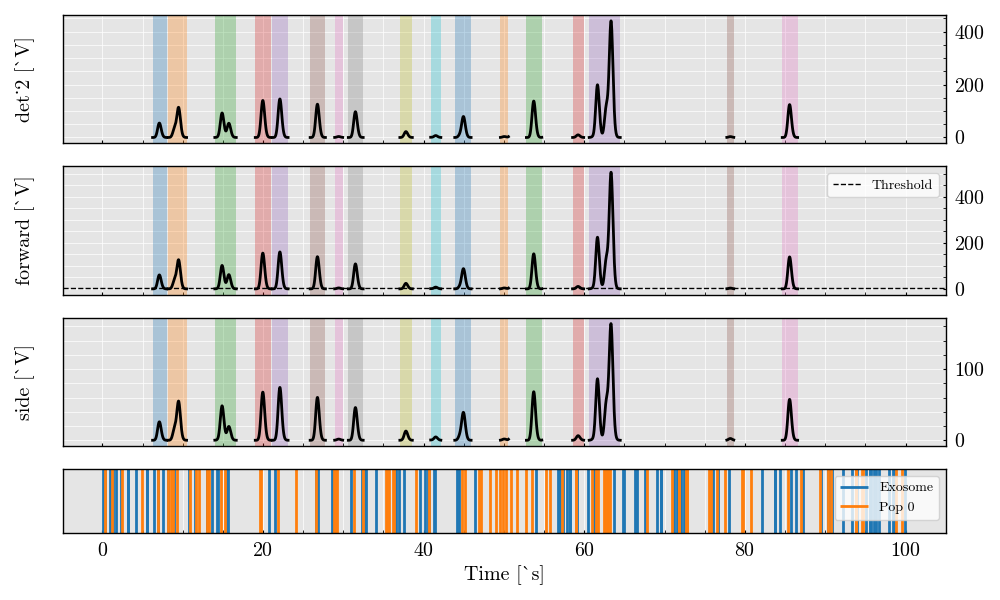 det˙2 [`V]
400
200
0
forward [`V]
Threshold
400
200
0
side [`V]
100
0
Exosome
Pop 0
0 20 40 60 80 100
Time [`s]